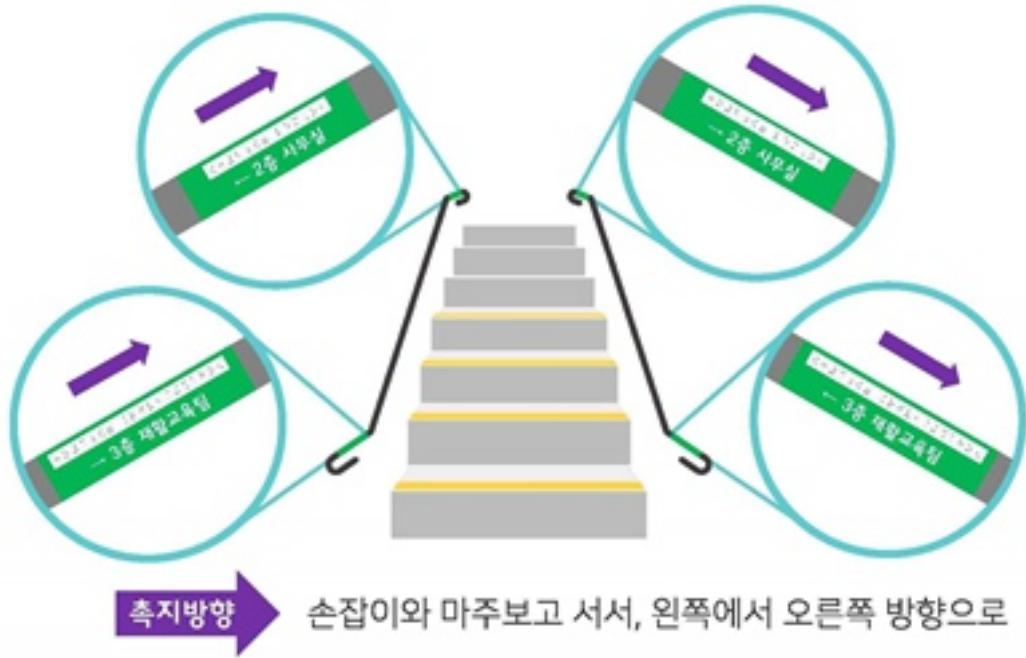 ← 2층 사무실
→ 2층 사무실
→ 3층 재활교육팀
← 3층 재활교육팀
촉지방향
손잡이와 마주보고 서서, 왼쪽에서 오른쪽 방향으로